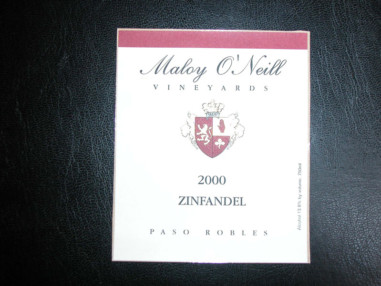 Maloy O'Neill
VINEYARDS
2000
ZINFANDEL
PASO ROBLES